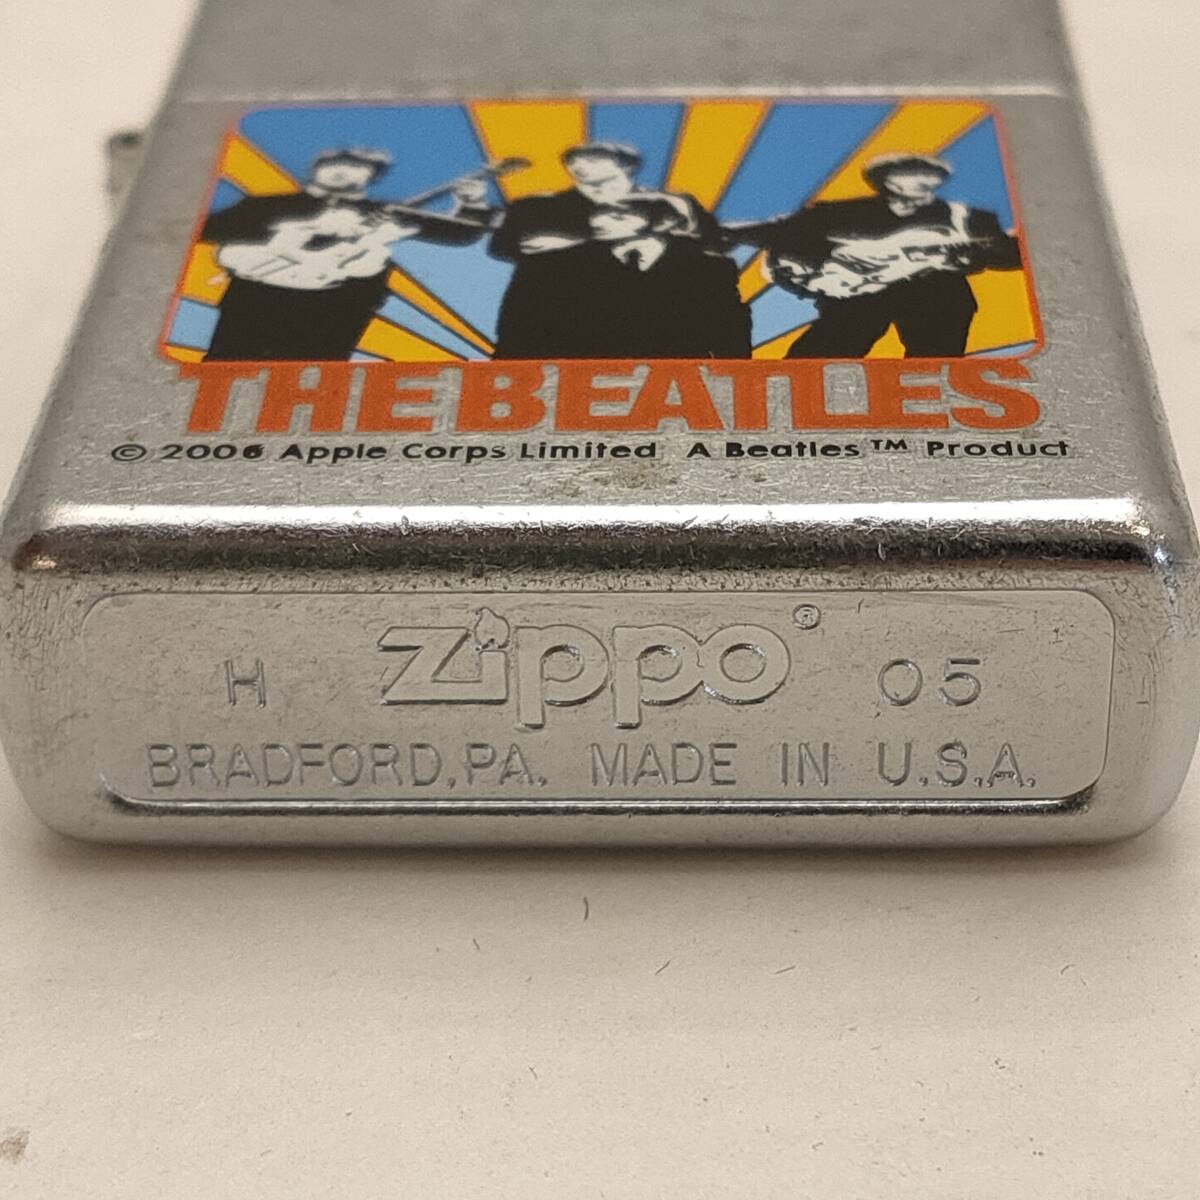 THE BEATLES
© 2006 Apple Corps Limited A Beatles™ Product
H Zippo® 05
BRADFORD, PA. MADE IN U.S.A.